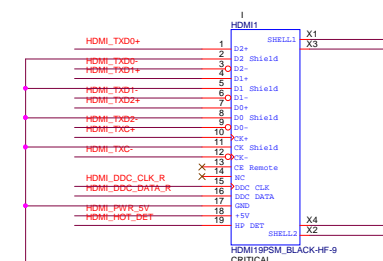 I
HDMI1
HDMI_TXD0+ 1 D2+ SHELL1 X1
2 D2 Shield X3
HDMI_TXD0- 3 D2-
HDMI_TXD1+ 4 D1+
5 D1 Shield
HDMI_TXD1- 6 D1-
HDMI_TXD2+ 7 D0+
8 D0 Shield
HDMI_TXD2- 9 D0-
HDMI_TXC+ 10 CK+
11 CK Shield
HDMI_TXC- 12 CK-
13 CE Remote
14 NC
HDMI_DDC_CLK_R 15 DDC CLK
HDMI_DDC_DATA_R 16 DDC DATA
17 GND
HDMI_PWR_5V 18 +5V X4
HDMI_HOT_DET 19 HP DET SHELL2 X2
HDMI19PSM_BLACK-HF-9
CRITICAL